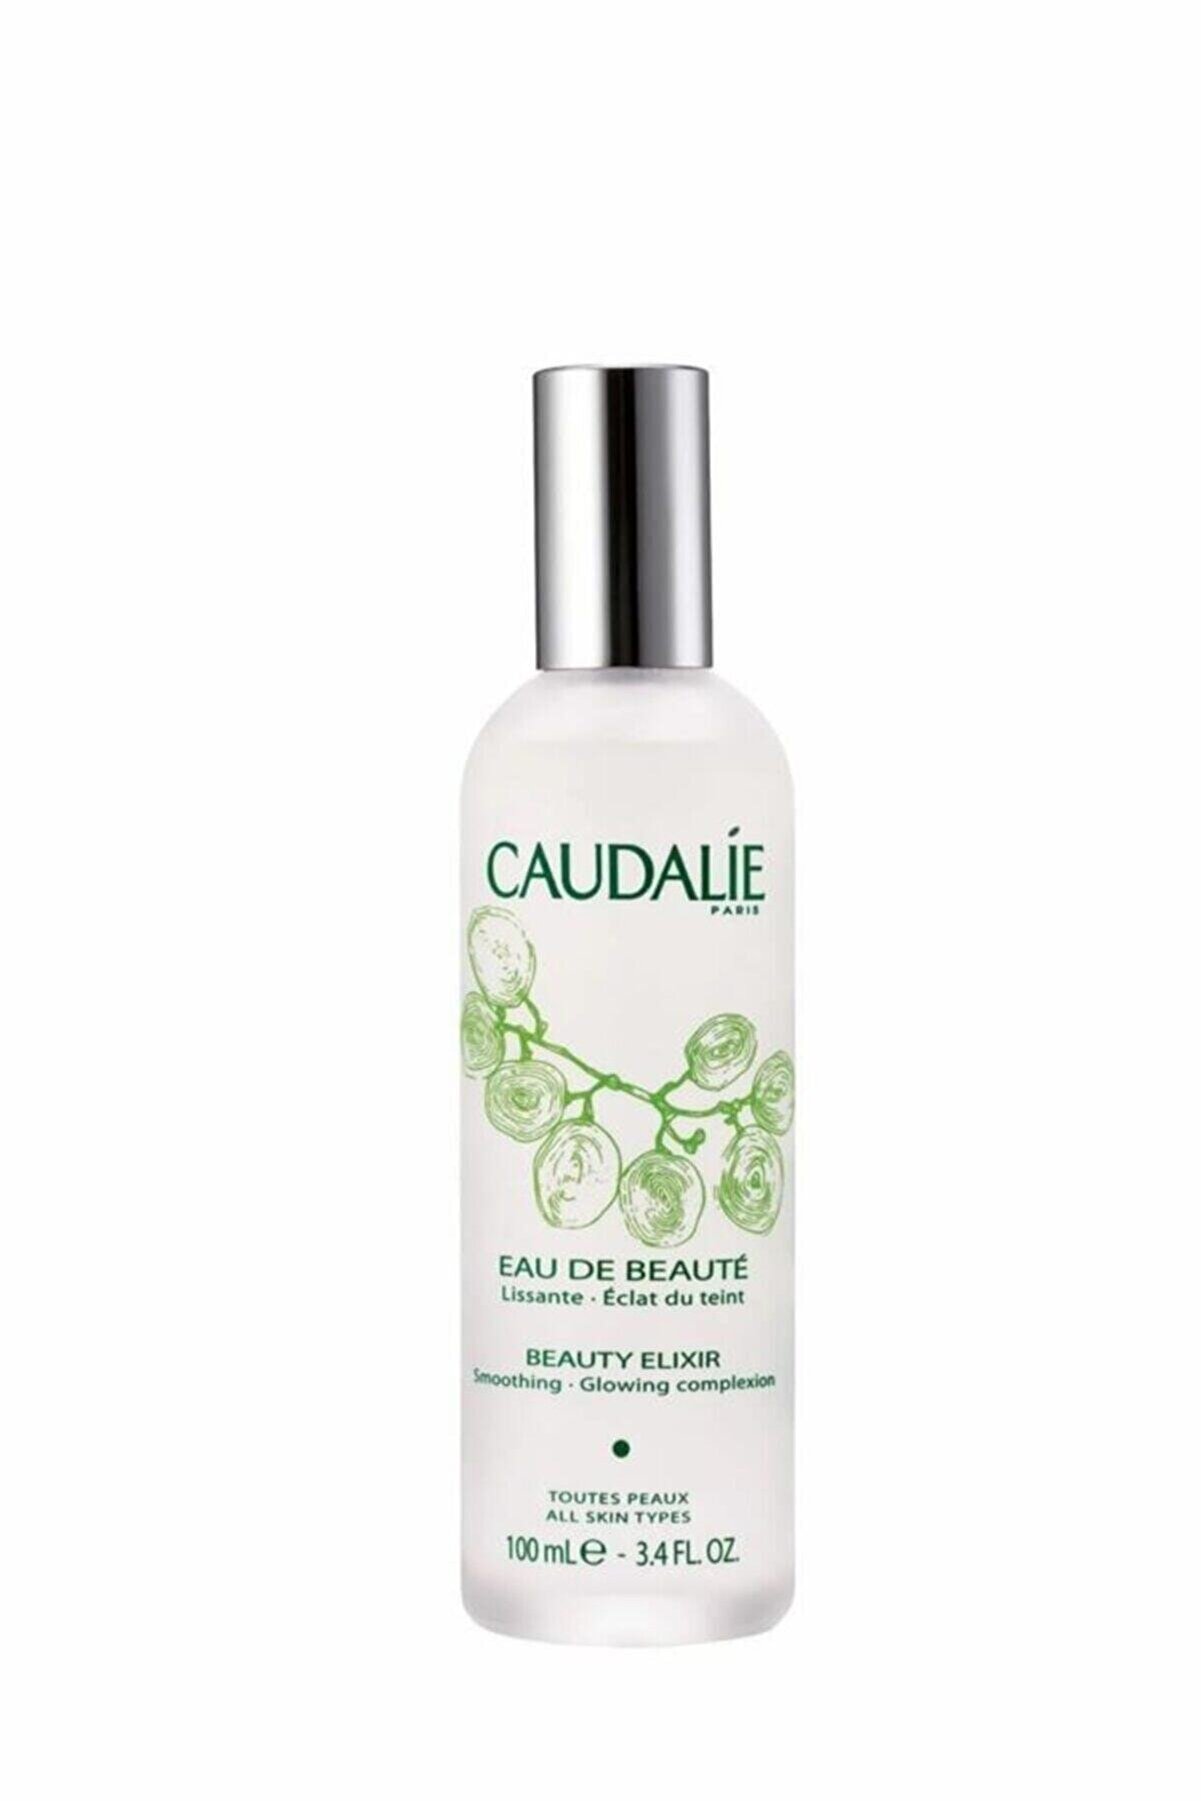 CAUDALÍE
PARIS
EAU DE BEAUTÉ
Lissante · Éclat du teint
BEAUTY ELIXIR
Smoothing · Glowing complexion
TOUTES PEAUX
ALL SKIN TYPES
100 mL e - 3.4 FL. OZ.